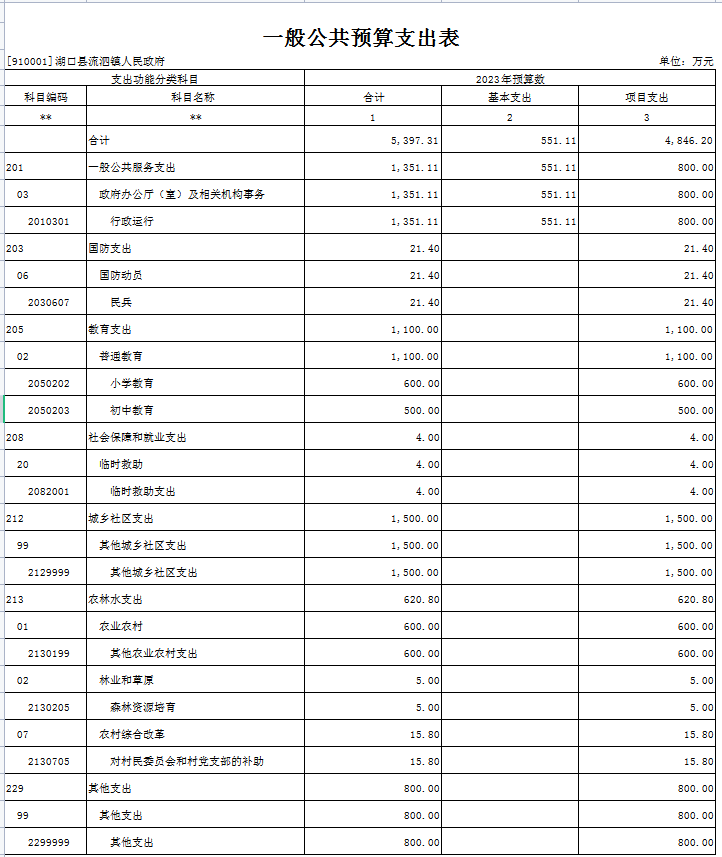 一般公共预算支出表
[910001]湖口县流泗镇人民政府 单位：万元
支出功能分类科目 2023年预算数
科目编码 科目名称 合计 基本支出 项目支出
** ** 1 2 3
合计 5,397.31 551.11 4,846.20
201 一般公共服务支出 1,351.11 551.11 800.00
03 政府办公厅（室）及相关机构事务 1,351.11 551.11 800.00
2010301 行政运行 1,351.11 551.11 800.00
203 国防支出 21.40 21.40
06 国防动员 21.40 21.40
2030607 民兵 21.40 21.40
205 教育支出 1,100.00 1,100.00
02 普通教育 1,100.00 1,100.00
2050202 小学教育 600.00 600.00
2050203 初中教育 500.00 500.00
208 社会保障和就业支出 4.00 4.00
20 临时救助 4.00 4.00
2082001 临时救助支出 4.00 4.00
212 城乡社区支出 1,500.00 1,500.00
99 其他城乡社区支出 1,500.00 1,500.00
2129999 其他城乡社区支出 1,500.00 1,500.00
213 农林水支出 620.80 620.80
01 农业农村 600.00 600.00
2130199 其他农业农村支出 600.00 600.00
02 林业和草原 5.00 5.00
2130205 森林资源培育 5.00 5.00
07 农村综合改革 15.80 15.80
2130705 对村民委员会和村党支部的补助 15.80 15.80
229 其他支出 800.00 800.00
99 其他支出 800.00 800.00
2299999 其他支出 800.00 800.00